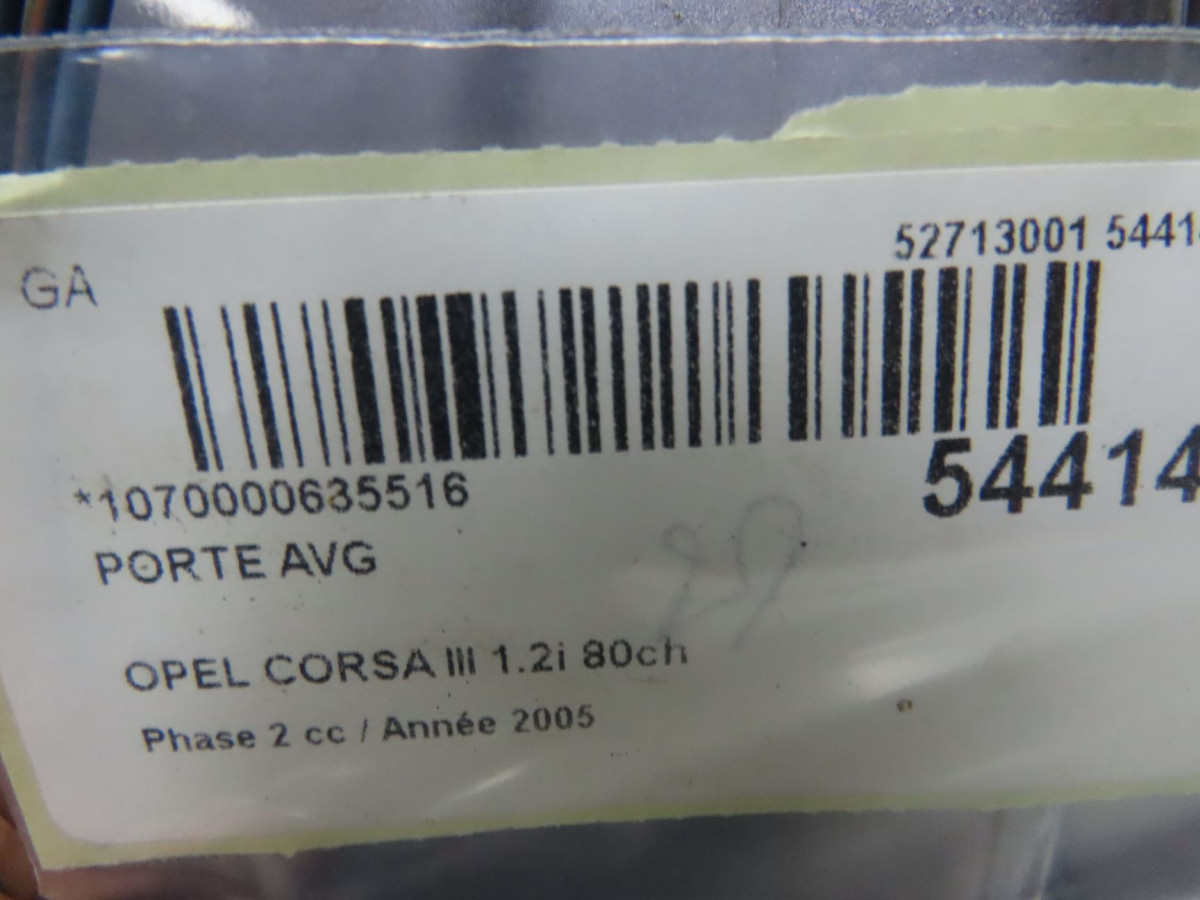 52713001 5441
GA
54414
*1070000635516
PORTE AVG
OPEL CORSA III 1.2i 80ch
Phase 2 cc / Année 2005